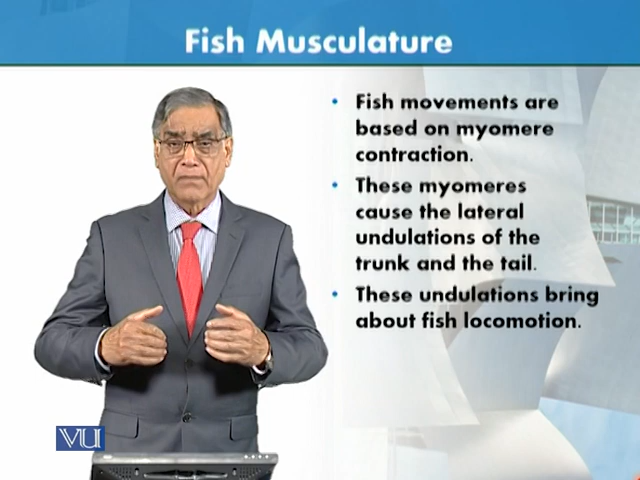 Fish Musculature
• Fish movements are
based on myomere
contraction.
• These myomeres
cause the lateral
undulations of the
trunk and the tail.
• These undulations bring
about fish locomotion.
VU